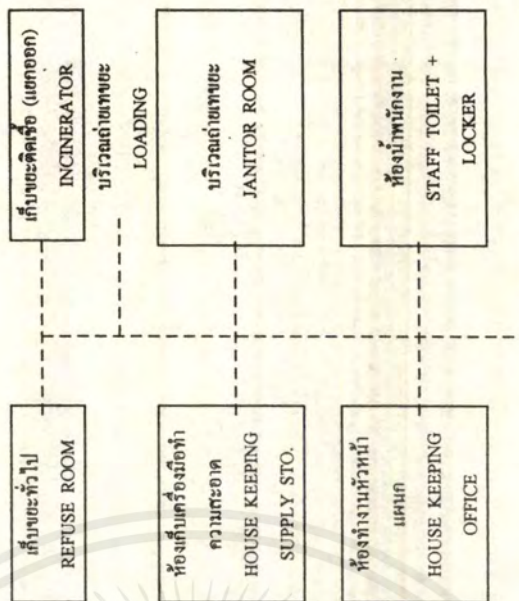 เก็บขยะติดเชื้อ (แยกออก)
INCINERATOR
บริเวณถ่ายเทขยะ
LOADING
บริเวณถ่ายเทขยะ
JANITOR ROOM
ห้องน้ำพนักงาน
STAFF TOILET +
LOCKER
เก็บขยะทั่วไป
REFUSE ROOM
ห้องเก็บเครื่องมือทำ
ความสะอาด
HOUSE KEEPING
SUPPLY STO.
ห้องทำงานหัวหน้า
แผนก
HOUSE KEEPING
OFFICE